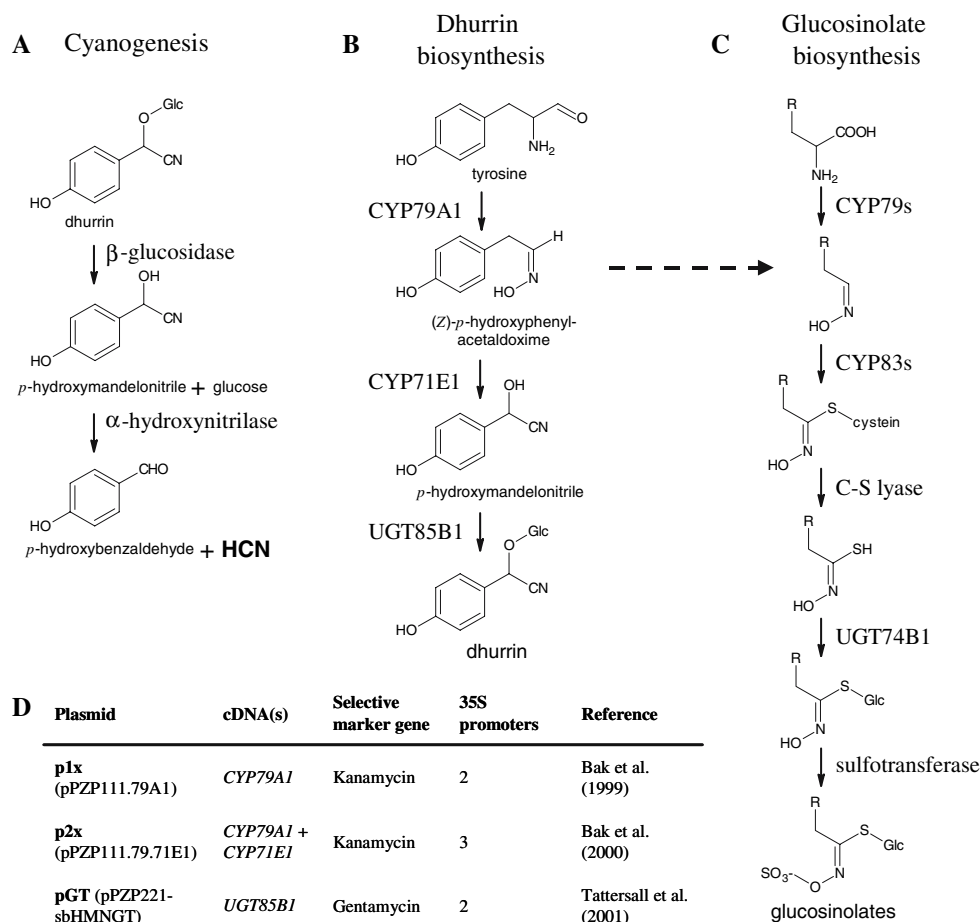 A Cyanogenesis
O Glc
CN
HO
dhurrin
β-glucosidase
OH
CN
HO
p-hydroxymandelonitrile + glucose
α-hydroxynitrilase
CHO
HO
p-hydroxybenzaldehyde + HCN
B Dhurrin
biosynthesis
O
HO NH2
tyrosine
CYP79A1
H
N
HO HO
(Z)-p-hydroxyphenyl-
acetaldoxime
CYP71E1
OH
CN
HO
p-hydroxymandelonitrile
UGT85B1
O Glc
CN
HO
dhurrin
C Glucosinolate
biosynthesis
R
COOH
NH2
CYP79s
R
N
HO
CYP83s
R
S
cystein
N
HO
C-S lyase
R
SH
N
HO
UGT74B1
R
S
Glc
N
HO
sulfotransferase
R
S
Glc
SO3- O N
glucosinolates
D Plasmid cDNA(s) Selective marker gene 35S promoters Reference
p1x (pPZP111.79A1) CYP79A1 Kanamycin 2 Bak et al. (1999)
p2x (pPZP111.79.71E1) CYP79A1 + CYP71E1 Kanamycin 3 Bak et al. (2000)
pGT (pPZP221-sbHMNGT) UGT85B1 Gentamycin 2 Tattersall et al. (2001)